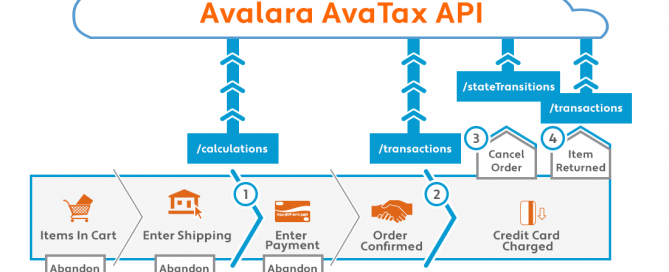 Avalara AvaTax API
/stateTransitions
/transactions
/calculations
/transactions
3
4
Cancel
Order
Item
Returned
1
2
Items In Cart
Enter Shipping
Enter
Payment
Order
Confirmed
Credit Card
Charged
Abandon
Abandon
Abandon